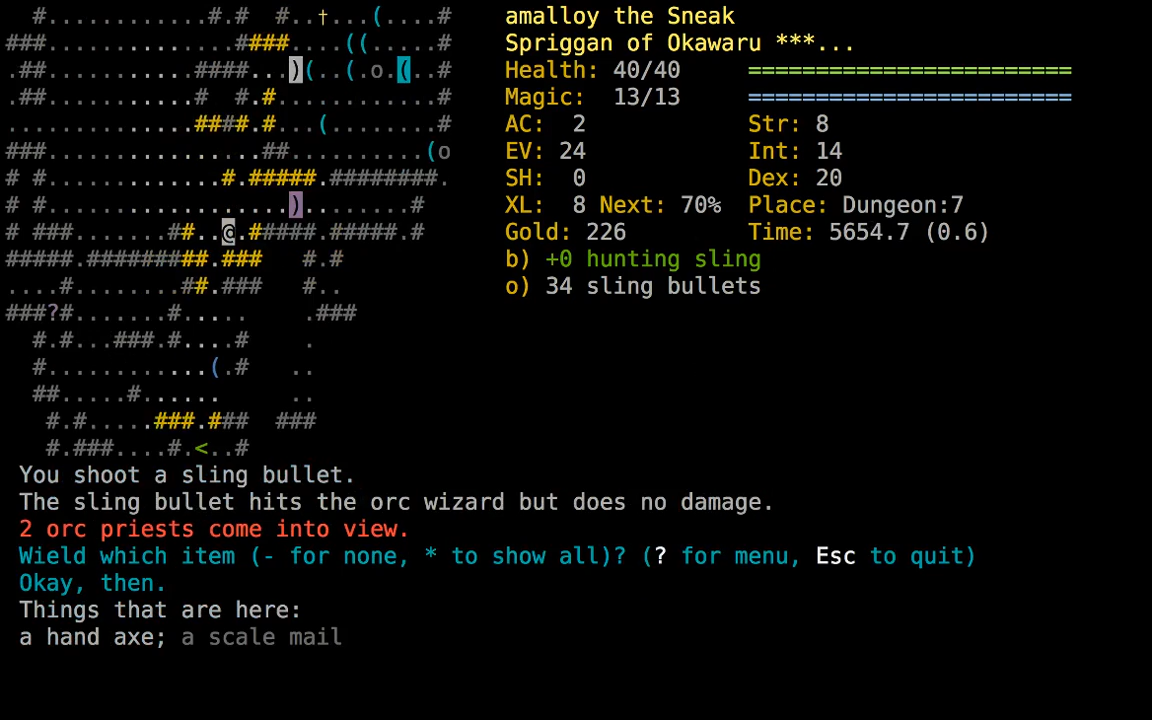 #...........#.#  #..†...(....#
###..............####....((.....#
.##...........####...)(..(.o.(..#
.##..........#  #.#............#
..............####.#...(........#
###................##..........(o
# #.............#.#####.########.
# #..................)........#
# ###........##..@.#####.#####.#
#####.#########.###   #.#
....#........##.###   #..
###?#.......#.....    .###
  #.#...###.#....#    .
  #............(.#   ..
  ##.....#......     ..
   #.#.....###.###  ###
   #.###....#.<..#
amalloy the Sneak
Spriggan of Okawaru ***...
Health: 40/40 ========================
Magic:  13/13 ========================
AC:  2            Str: 8
EV: 24            Int: 14
SH:  0            Dex: 20
XL:  8 Next: 70%  Place: Dungeon:7
Gold: 226         Time: 5654.7 (0.6)
b) +0 hunting sling
o) 34 sling bullets
You shoot a sling bullet.
The sling bullet hits the orc wizard but does no damage.
2 orc priests come into view.
Wield which item (- for none, * to show all)? (? for menu, Esc to quit)
Okay, then.
Things that are here:
a hand axe; a scale mail